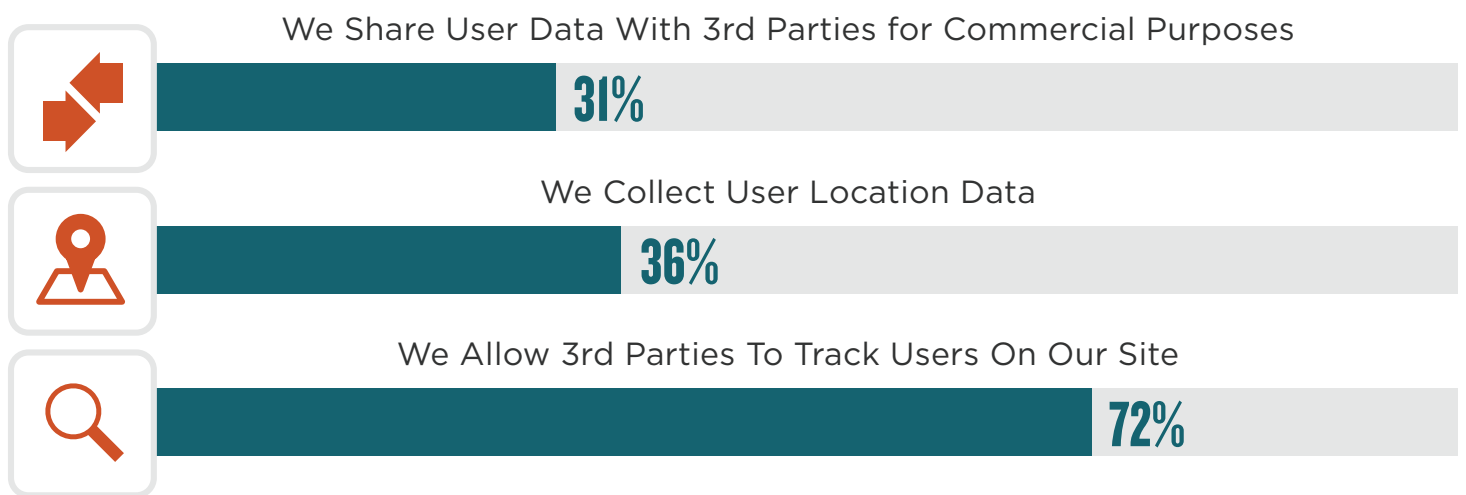 We Share User Data With 3rd Parties for Commercial Purposes
31%
We Collect User Location Data
36%
We Allow 3rd Parties To Track Users On Our Site
72%